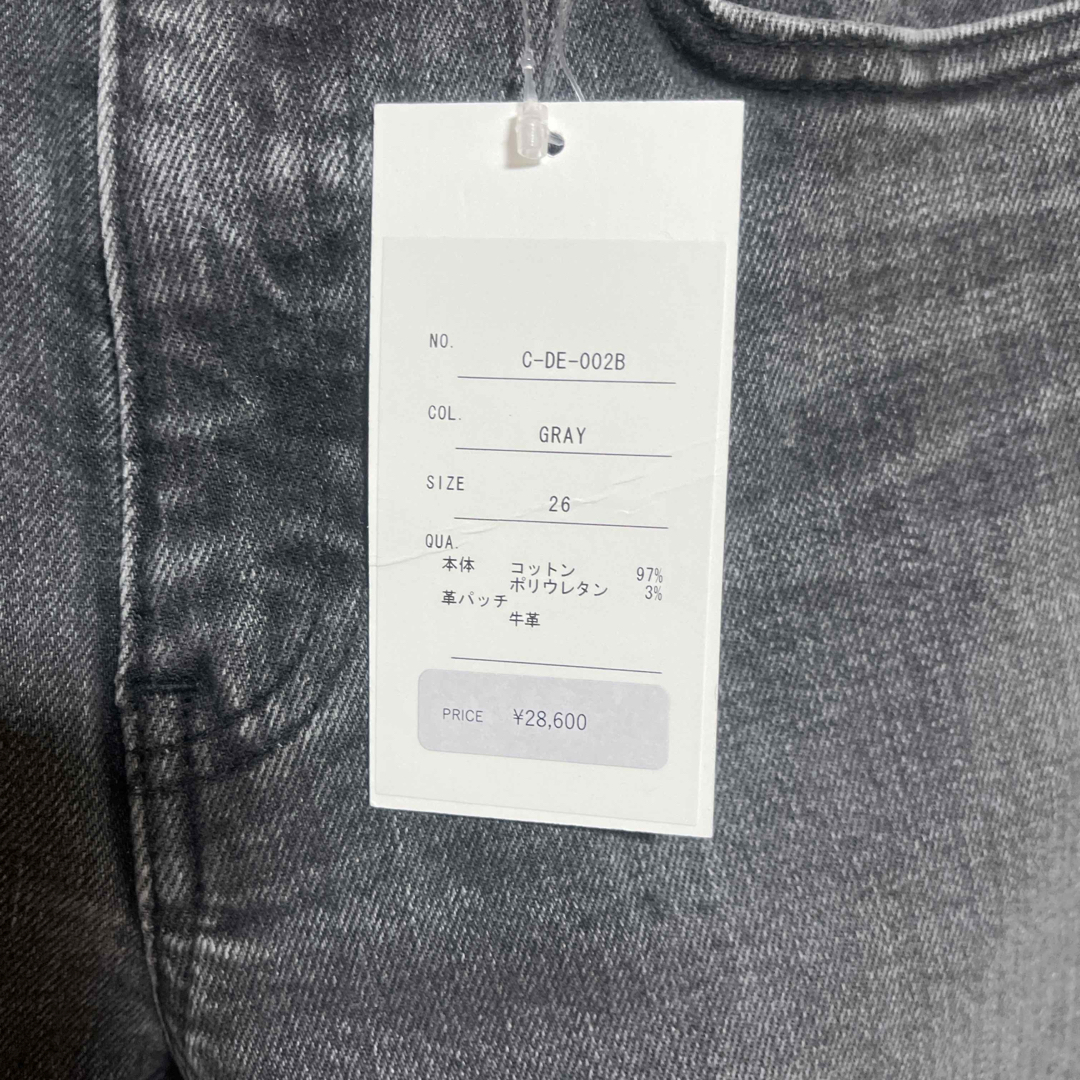 NO.
C-DE-002B
COL.
GRAY
SIZE
26
QUA.
本体 コットン 97%
ポリウレタン 3%
革パッチ
牛革
PRICE ¥28,600